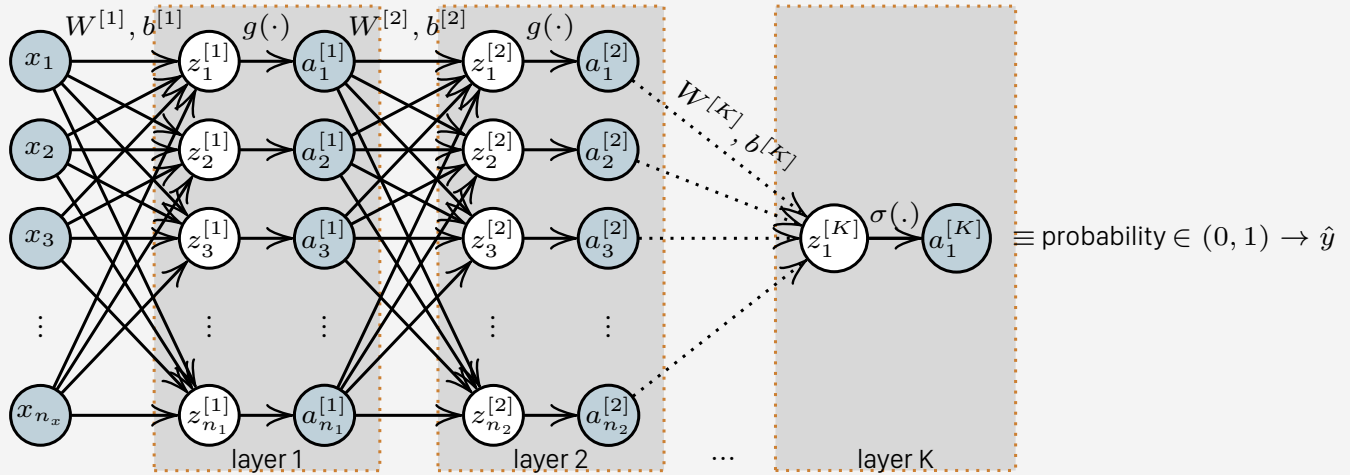 W^{[1]}, b^{[1]} g(·) W^{[2]}, b^{[2]} g(·)
x_1 z_1^{[1]} a_1^{[1]} z_1^{[2]} a_1^{[2]}
W^{[K]}, b^{[K]}
x_2 z_2^{[1]} a_2^{[1]} z_2^{[2]} a_2^{[2]}
x_3 z_3^{[1]} a_3^{[1]} z_3^{[2]} a_3^{[2]} z_1^{[K]} σ(.) a_1^{[K]} ≡ probability ∈ (0, 1) → ŷ
⋮ ⋮ ⋮ ⋮ ⋮
x_{n_x} z_{n_1}^{[1]} a_{n_1}^{[1]} z_{n_2}^{[2]} a_{n_2}^{[2]}
layer 1 layer 2 ... layer K